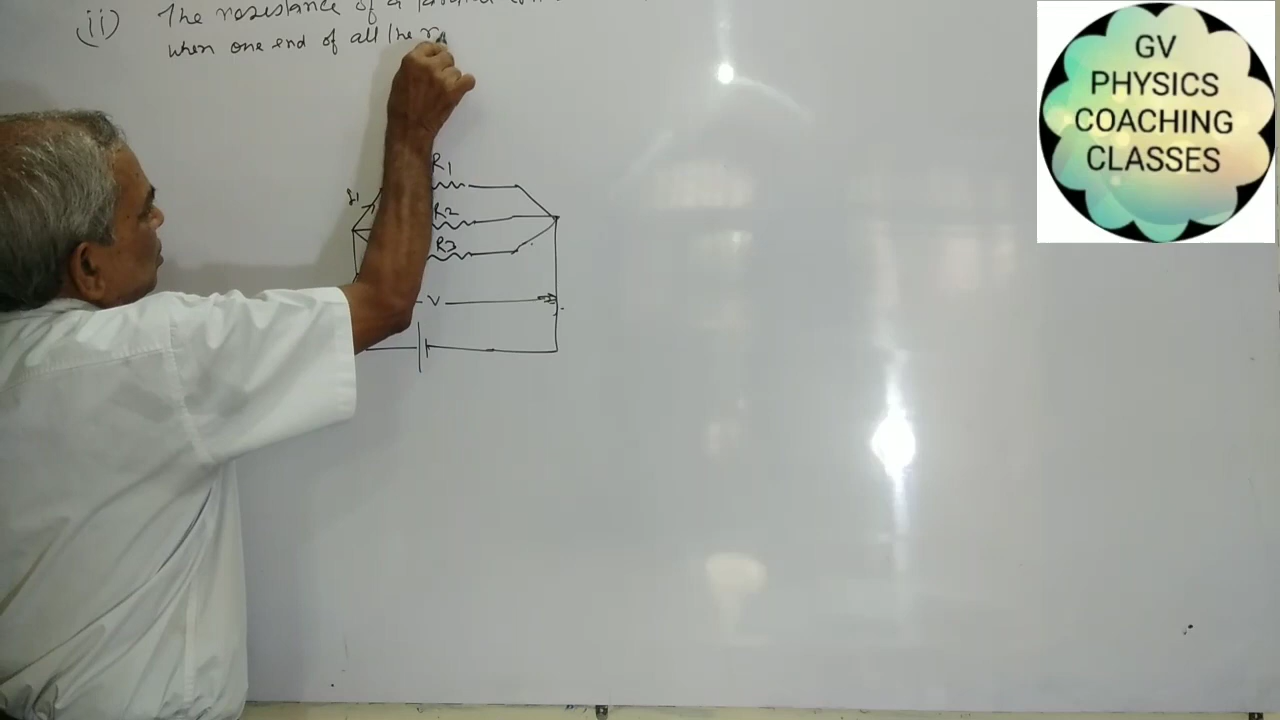 (ii) The resistance of a
when one end of all the
R1
R2
R3
V
GV
PHYSICS
COACHING
CLASSES